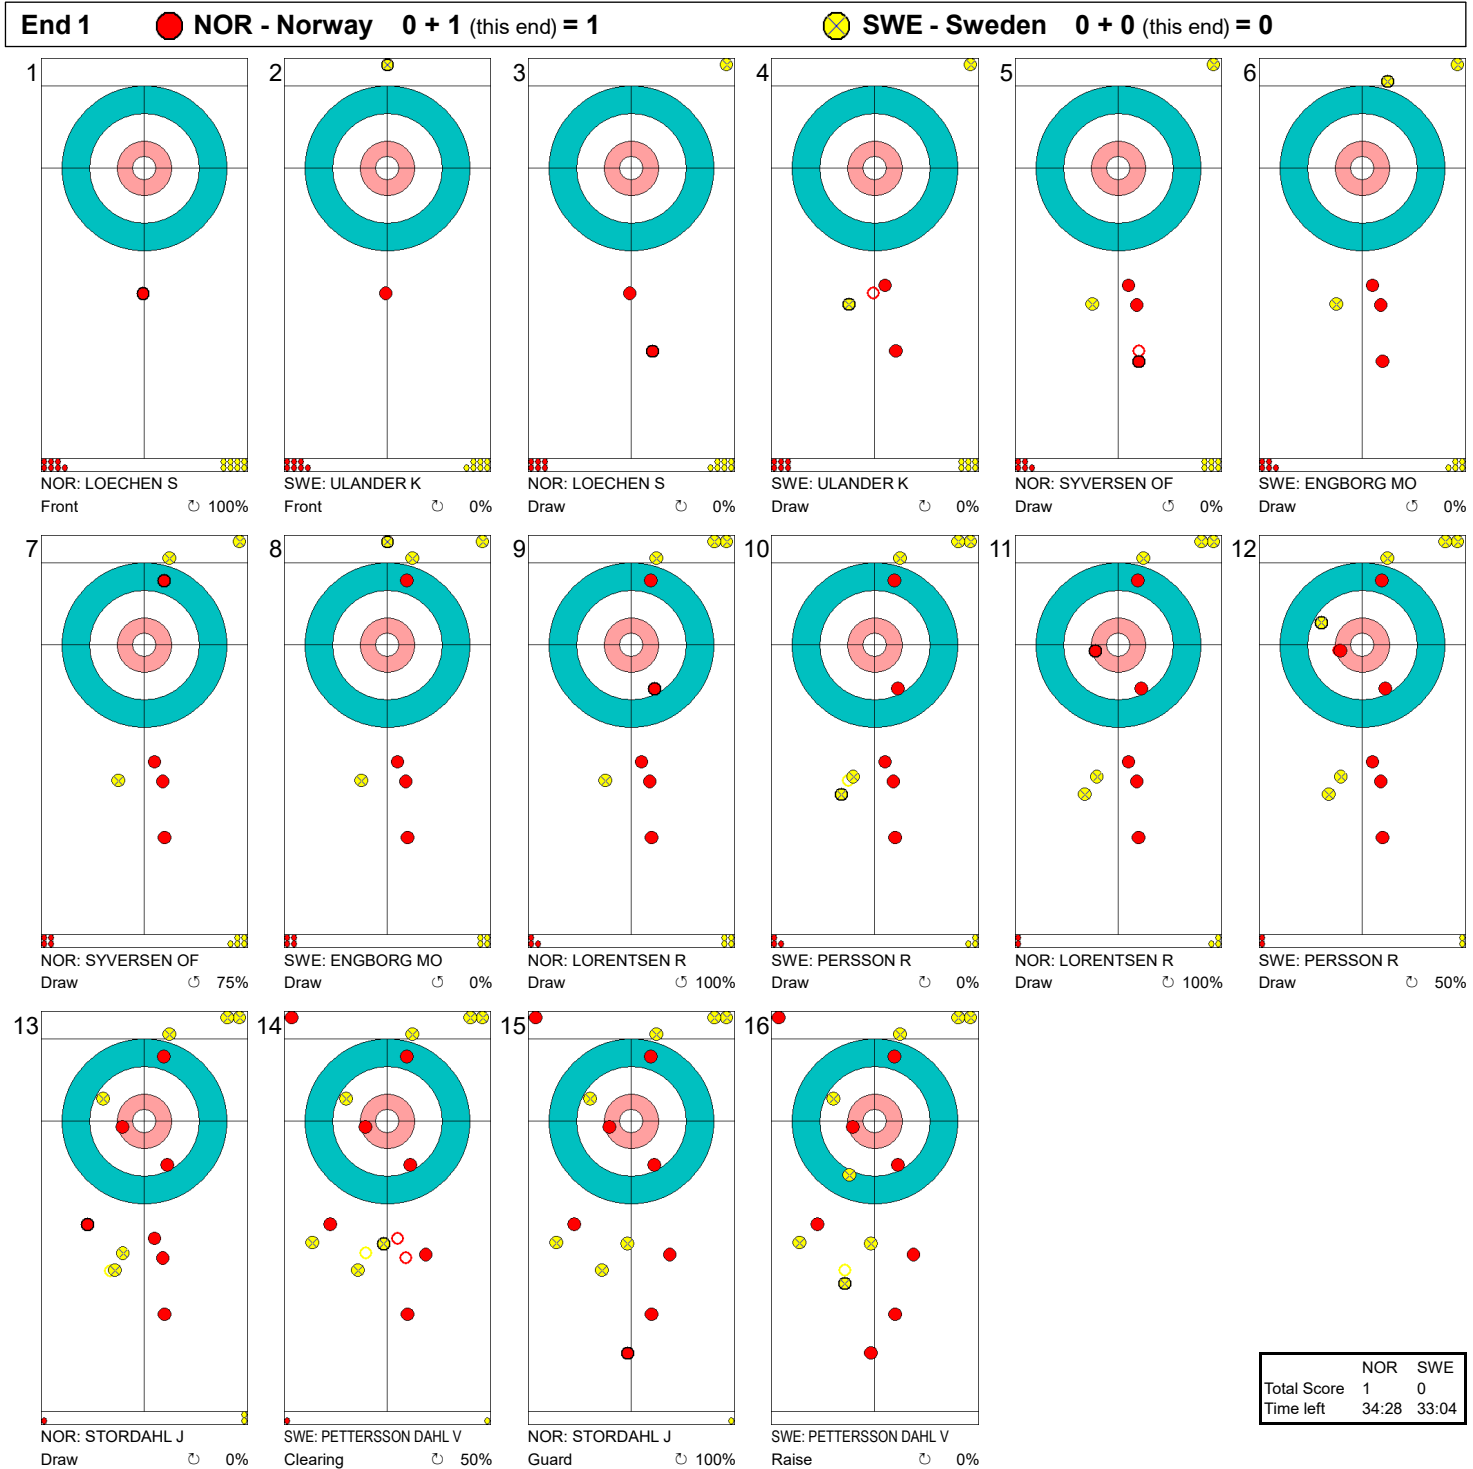 End 1 NOR - Norway 0 + 1 (this end) = 1 SWE - Sweden 0 + 0 (this end) = 0
1 2 3 4 5 6
NOR: LOECHEN S SWE: ULANDER K NOR: LOECHEN S SWE: ULANDER K NOR: SYVERSEN OF SWE: ENGBORG MO
Front ↻ 100% Front ↻ 0% Draw ↻ 0% Draw ↻ 0% Draw ↺ 0% Draw ↻ 0%
7 8 9 10 11 12
NOR: SYVERSEN OF SWE: ENGBORG MO NOR: LORENTSEN R SWE: PERSSON R NOR: LORENTSEN R SWE: PERSSON R
Draw ↺ 75% Draw ↺ 0% Draw ↺ 100% Draw ↻ 0% Draw ↻ 100% Draw ↻ 50%
13 14 15 16
NOR: STORDAHL J SWE: PETTERSSON DAHL V NOR: STORDAHL J SWE: PETTERSSON DAHL V
Draw ↻ 0% Clearing ↻ 50% Guard ↻ 100% Raise ↻ 0%
NOR SWE
Total Score 1 0
Time left 34:28 33:04